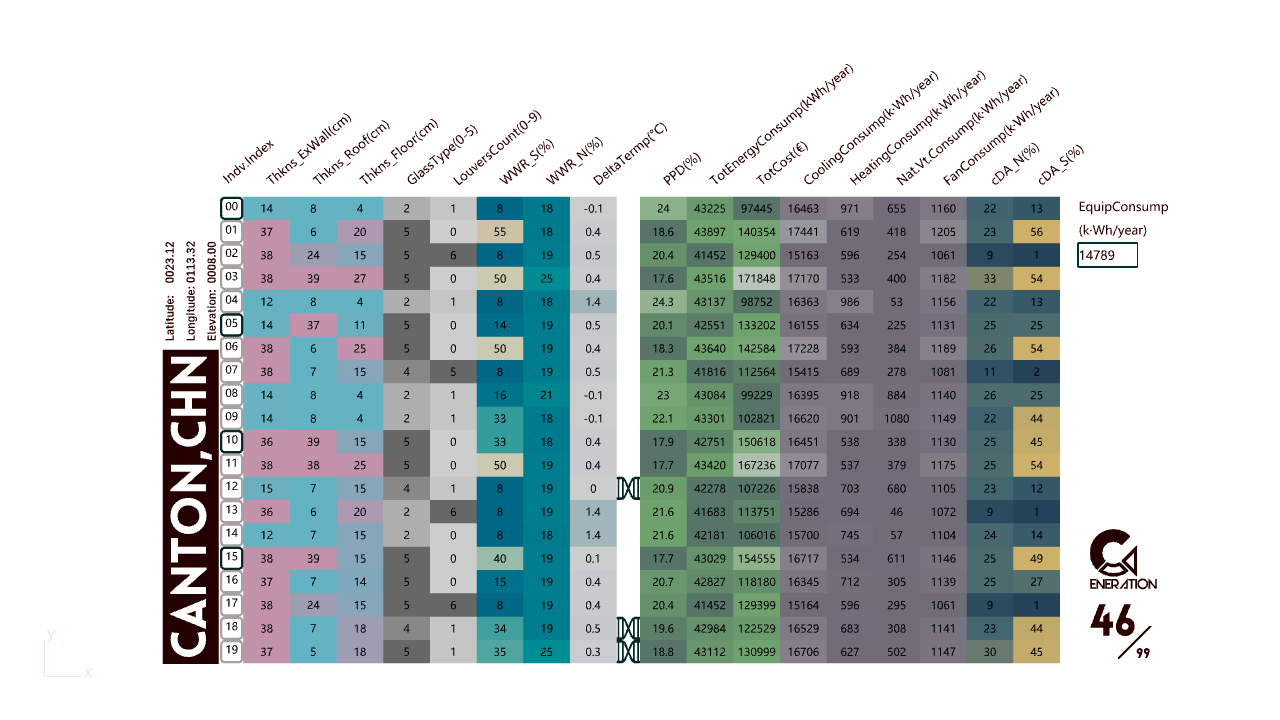 Indv.Index Thkns_ExWall(cm) Thkns_Roof(cm) Thkns_Floor(cm) GlassType(0-5) LouversCount(0-9) WWR_S(%) WWR_N(%) DeltaTermp(°C) PPD(%) TotEnergyConsump(kWh/year) TotCost(€) CoolingConsump(k·Wh/year) HeatingConsump(k·Wh/year) Nat.Vt.Consump(k·Wh/year) FanConsump(k·Wh/year) cDA_N(%) cDA_S(%)
00 14 8 4 2 1 8 18 -0.1 24 43225 97445 16463 971 655 1160 22 13
01 37 6 20 5 0 55 19 0.4 18.6 43897 140354 17441 619 418 1205 23 56
02 38 24 15 5 6 8 19 0.5 20.4 41452 129400 15163 596 254 1061 9 1
03 38 39 27 5 0 50 25 0.4 17.6 43516 171848 17170 533 400 1182 33 54
04 12 8 4 2 1 8 18 1.4 24.3 43137 98752 16363 986 53 1156 22 13
05 14 37 11 5 0 14 19 0.5 20.1 42551 133202 16155 634 225 1131 25 25
06 38 6 25 5 0 50 19 0.4 18.3 43640 142584 17228 593 384 1189 26 54
07 38 7 15 4 5 8 19 0.5 21.3 41816 112564 15415 689 278 1081 11 2
08 14 8 4 2 1 16 21 -0.1 23 43084 99229 16395 918 884 1140 26 25
09 14 8 4 2 1 33 18 -0.1 22.1 43301 102821 16620 901 1080 1149 22 44
10 36 39 15 5 0 33 18 0.4 17.9 42751 150618 16451 538 338 1130 25 45
11 38 38 25 5 0 50 19 0.4 17.7 43420 167236 17077 537 379 1175 25 54
12 15 7 15 4 1 8 19 0 20.9 42278 107226 15838 703 680 1105 23 12
13 36 6 20 2 6 8 19 1.4 21.6 41683 113751 15286 694 46 1072 9 1
14 12 7 15 2 0 8 18 1.4 21.6 42181 106016 15700 745 57 1104 24 14
15 38 39 15 5 0 40 19 0.1 17.7 43029 154555 16717 534 611 1146 25 49
16 37 7 14 5 0 15 19 0.4 20.7 42827 118180 16345 712 305 1139 25 27
17 38 24 15 5 6 8 19 0.4 20.4 41452 129399 15164 596 295 1061 9 1
18 38 7 18 4 1 34 19 0.5 19.6 42984 122529 16529 683 308 1141 23 44
19 37 5 18 5 1 35 25 0.3 18.8 43112 130999 16706 627 502 1147 30 45
Latitude: 0023.12
Longitude: 0113.32
Elevation: 0008.00
CANTON,CHN
EquipConsump
(k·Wh/year)
14789
G
ENERATION
46/99
y
x